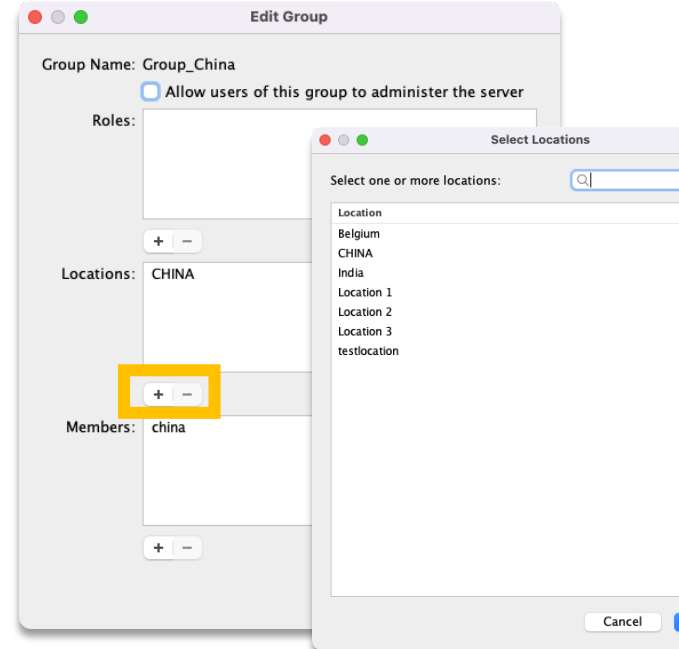 Edit Group
Group Name: Group_China
Allow users of this group to administer the server
Roles:
+ −
Locations: CHINA
+ −
Members: china
+ −
Select Locations
Select one or more locations:
Location
Belgium
CHINA
India
Location 1
Location 2
Location 3
testlocation
Cancel